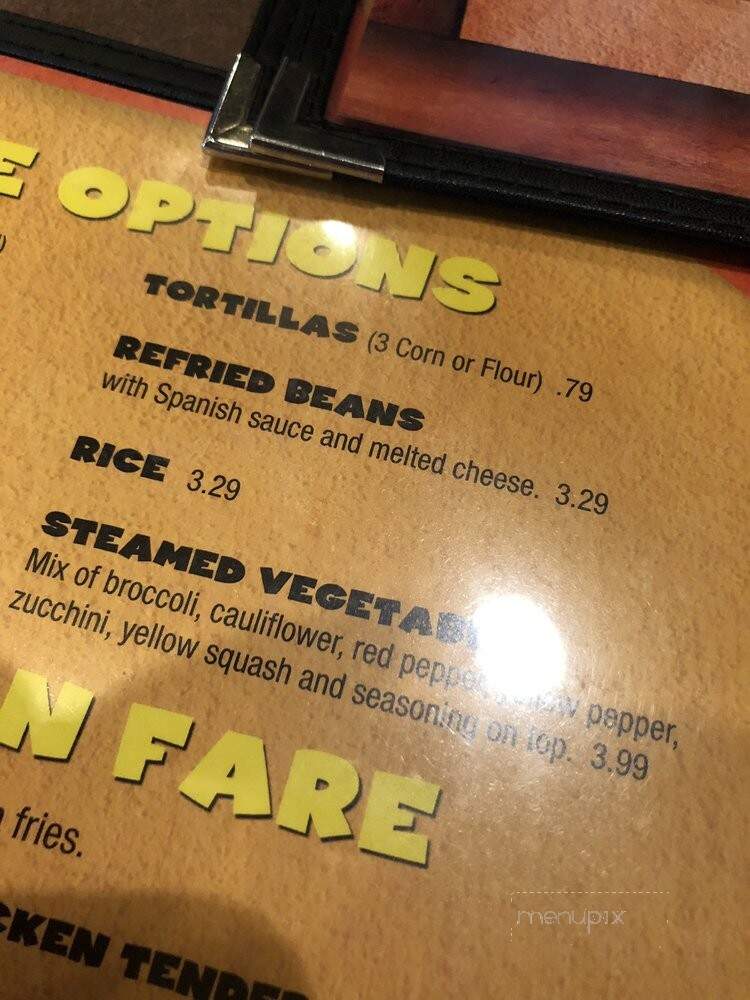 E OPTIONS
TORTILLAS (3 Corn or Flour) .79
REFRIED BEANS
with Spanish sauce and melted cheese. 3.29
RICE 3.29
STEAMED
Mix of broccoli, cauliflower, red pepper, pepper,
zucchini, yellow squash and seasoning on top. 3.99
N FARE
fries.
CKEN TENDER
menupix